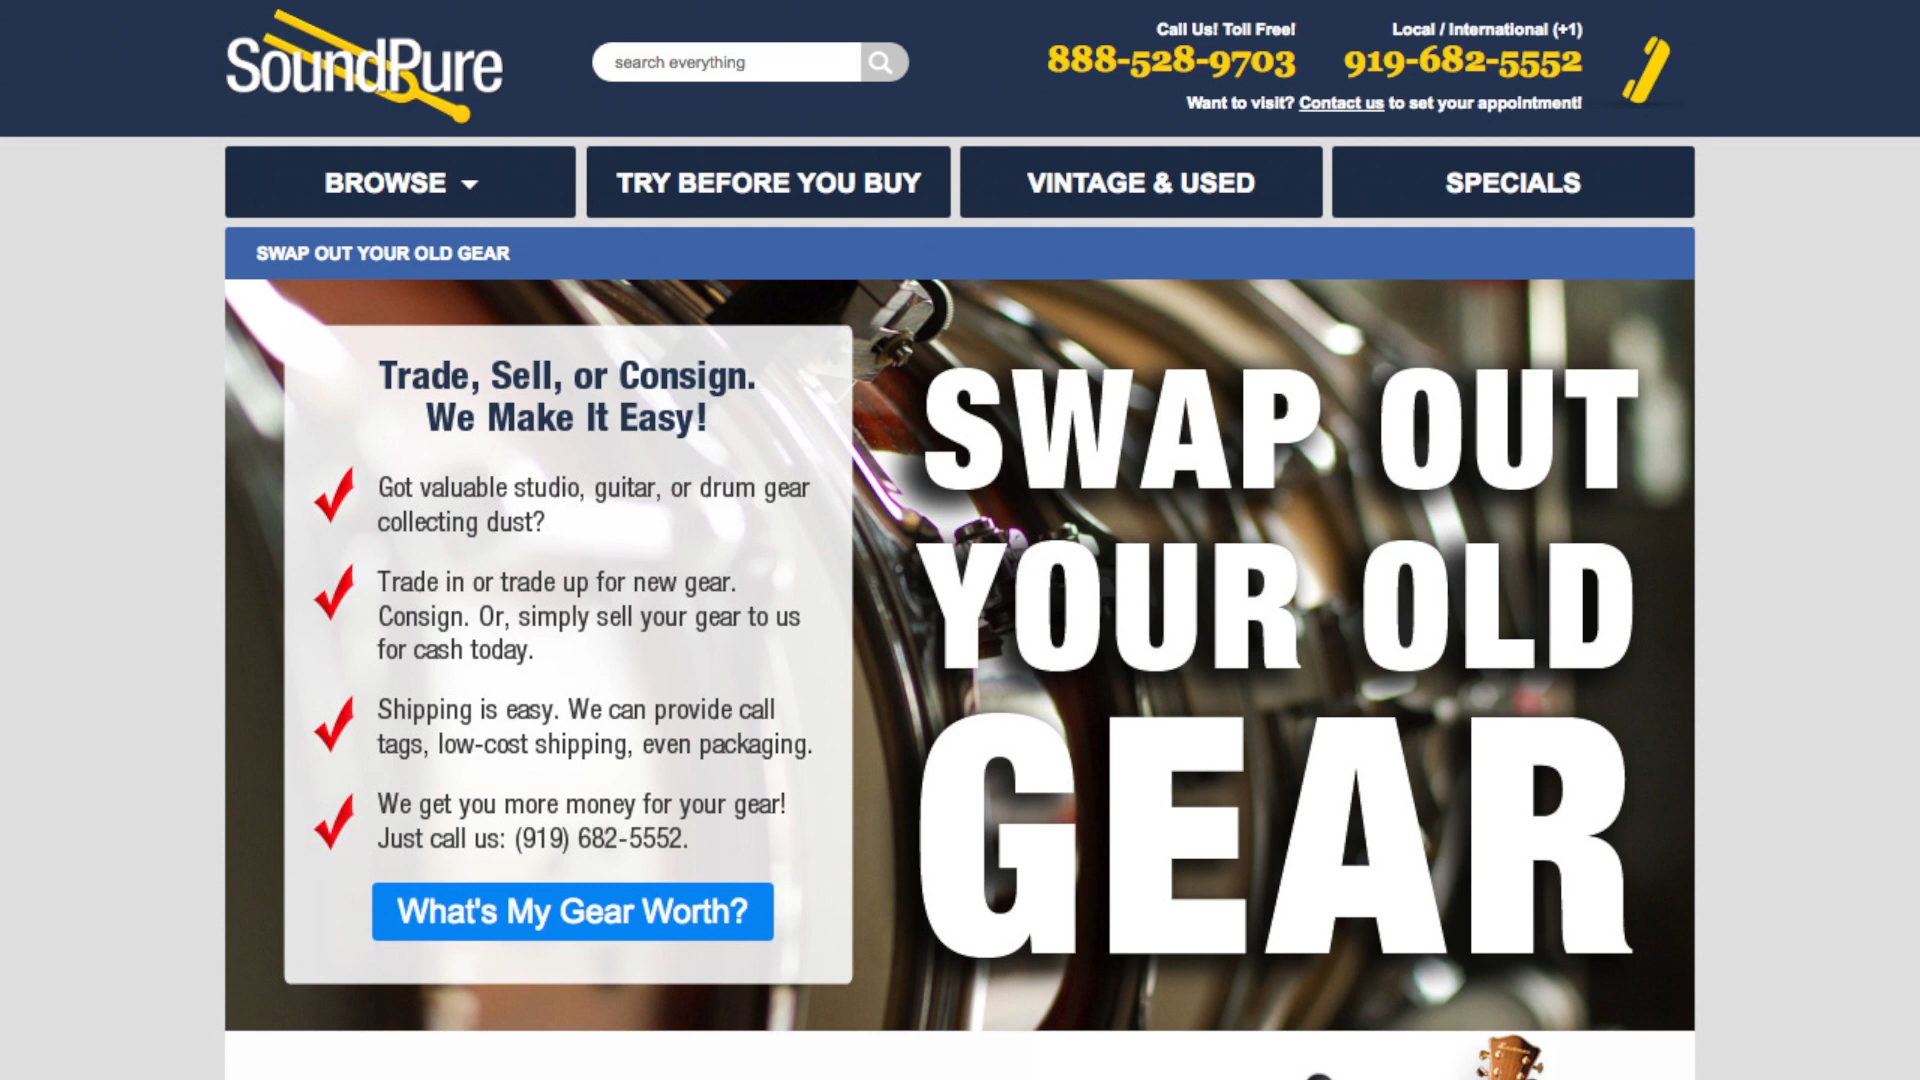 SoundPure
search everything
Call Us! Toll Free!
888-528-9703
Local / International (+1)
919-682-5552
Want to visit? Contact us to set your appointment!
BROWSE
TRY BEFORE YOU BUY
VINTAGE & USED
SPECIALS
SWAP OUT YOUR OLD GEAR
Trade, Sell, or Consign.
We Make It Easy!
Got valuable studio, guitar, or drum gear
collecting dust?
Trade in or trade up for new gear.
Consign. Or, simply sell your gear to us
for cash today.
Shipping is easy. We can provide call
tags, low-cost shipping, even packaging.
We get you more money for your gear!
Just call us: (919) 682-5552.
What's My Gear Worth?
SWAP OUT
YOUR OLD
GEAR